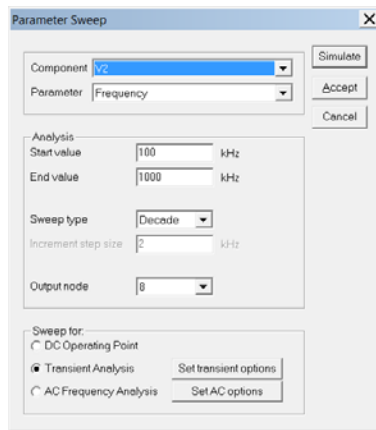 Parameter Sweep
Component V2
Parameter Frequency
Simulate
Accept
Cancel
Analysis
Start value 100 kHz
End value 1000 kHz
Sweep type Decade
Increment step size 2 kHz
Output node 8
Sweep for:
DC Operating Point
Transient Analysis Set transient options
AC Frequency Analysis Set AC options